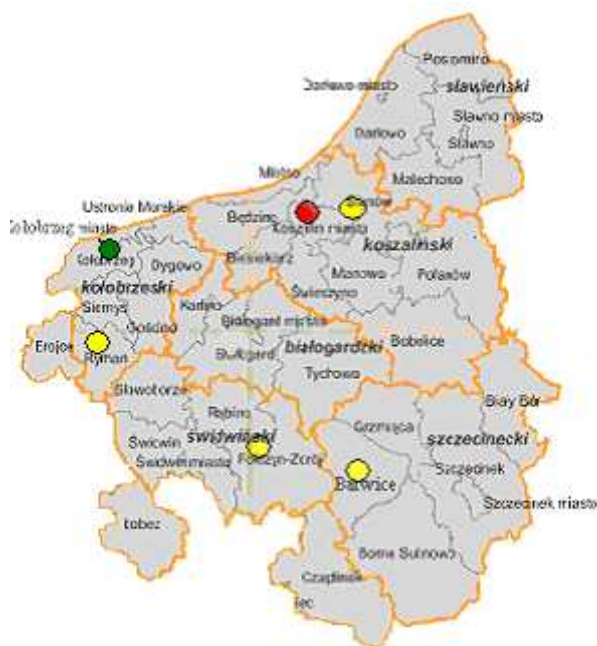 Postomino
sławieński
Darłowo miasto
Sławno miasto
Darłowo
Sławno
Mielno
Malechowo
Ustronie Morskie
Będzino
Kołobrzeg miasto
Koszalin miasto
koszaliński
Kołobrzeg
Dygowo
Biesiekierz
Manowo
Polanów
kołobrzeski
Świeszyno
Siemyśl
Karlino
Gościno
Białogard miasto
Białogard
białogardzki
Bobolice
Rymań
Tychowo
Sławoborze
Biały Bór
Rąbino
Grzmiąca
Świdwin
świdwiński
szczecinecki
Świdwin miasto
Połczyn-Zdrój
Szczecinek
Barwice
Szczecinek miasto
Łobez
Borne Sulinowo
Czaplinek